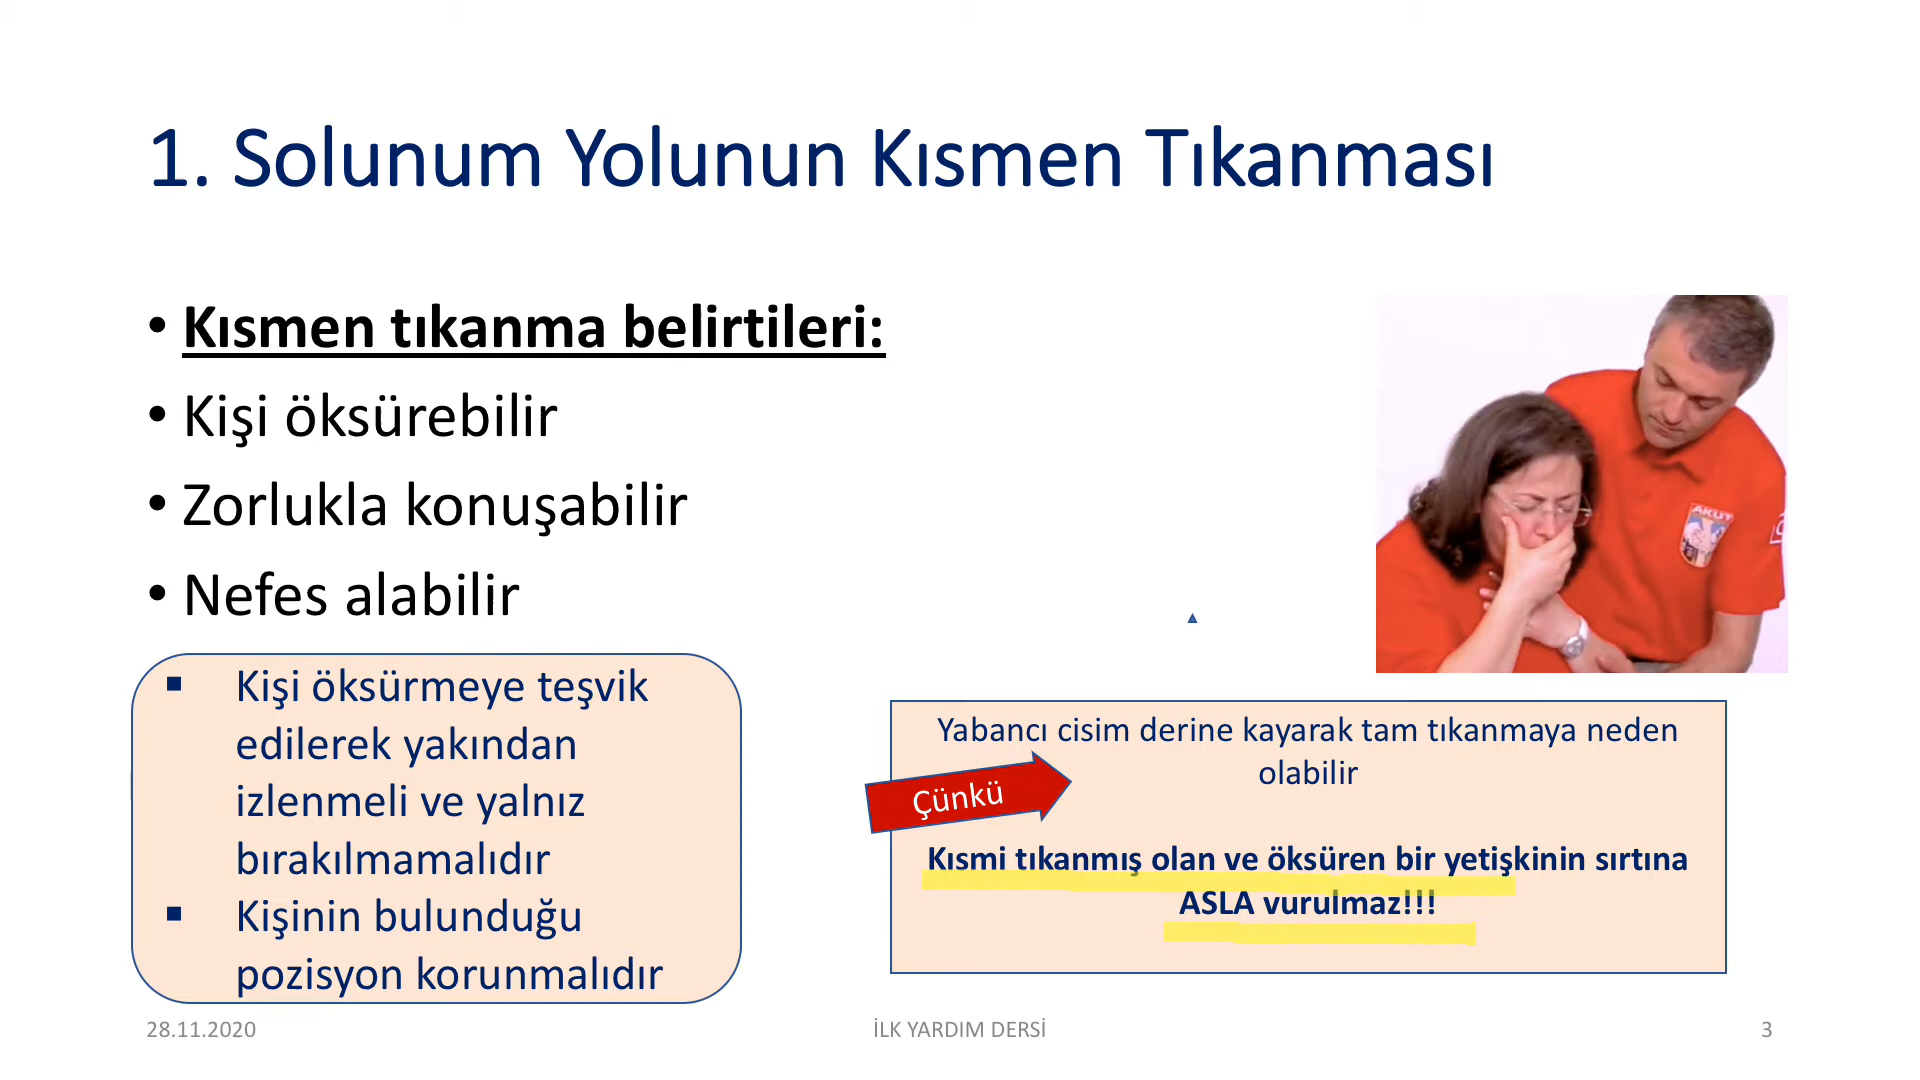 1. Solunum Yolunun Kısmen Tıkanması
• Kısmen tıkanma belirtileri:
• Kişi öksürebilir
• Zorlukla konuşabilir
• Nefes alabilir
▪ Kişi öksürmeye teşvik
edilerek yakından
izlenmeli ve yalnız
bırakılmamalıdır
▪ Kişinin bulunduğu
pozisyon korunmalıdır
AKUT
Yabancı cisim derine kayarak tam tıkanmaya neden
olabilir
Çünkü
Kısmi tıkanmış olan ve öksüren bir yetişkinin sırtına
ASLA vurulmaz!!!
28.11.2020
İLK YARDIM DERSİ
3